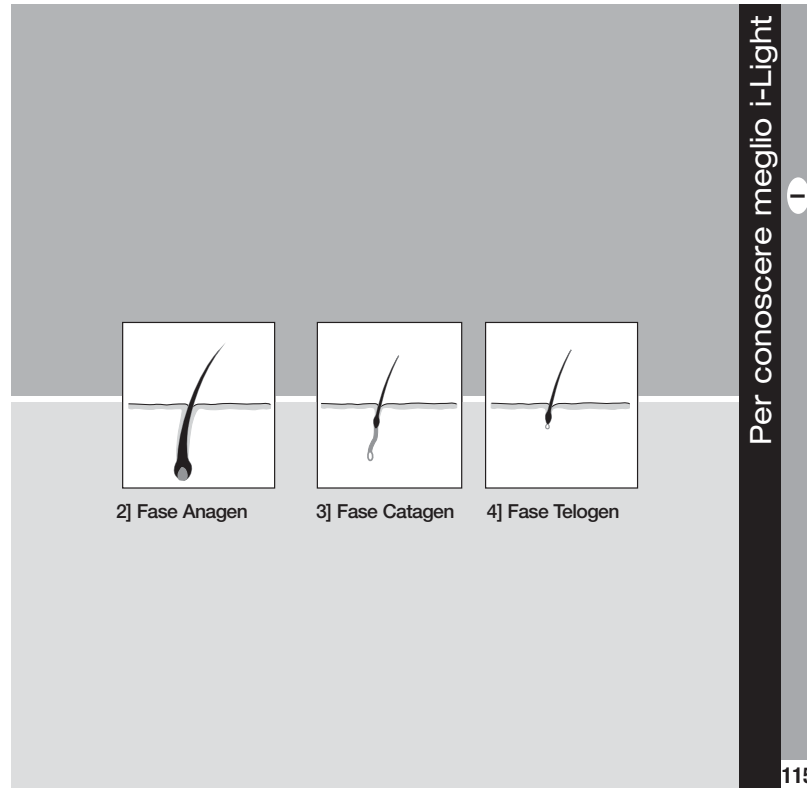 Per conoscere meglio i-Light
I
2] Fase Anagen
3] Fase Catagen
4] Fase Telogen
115